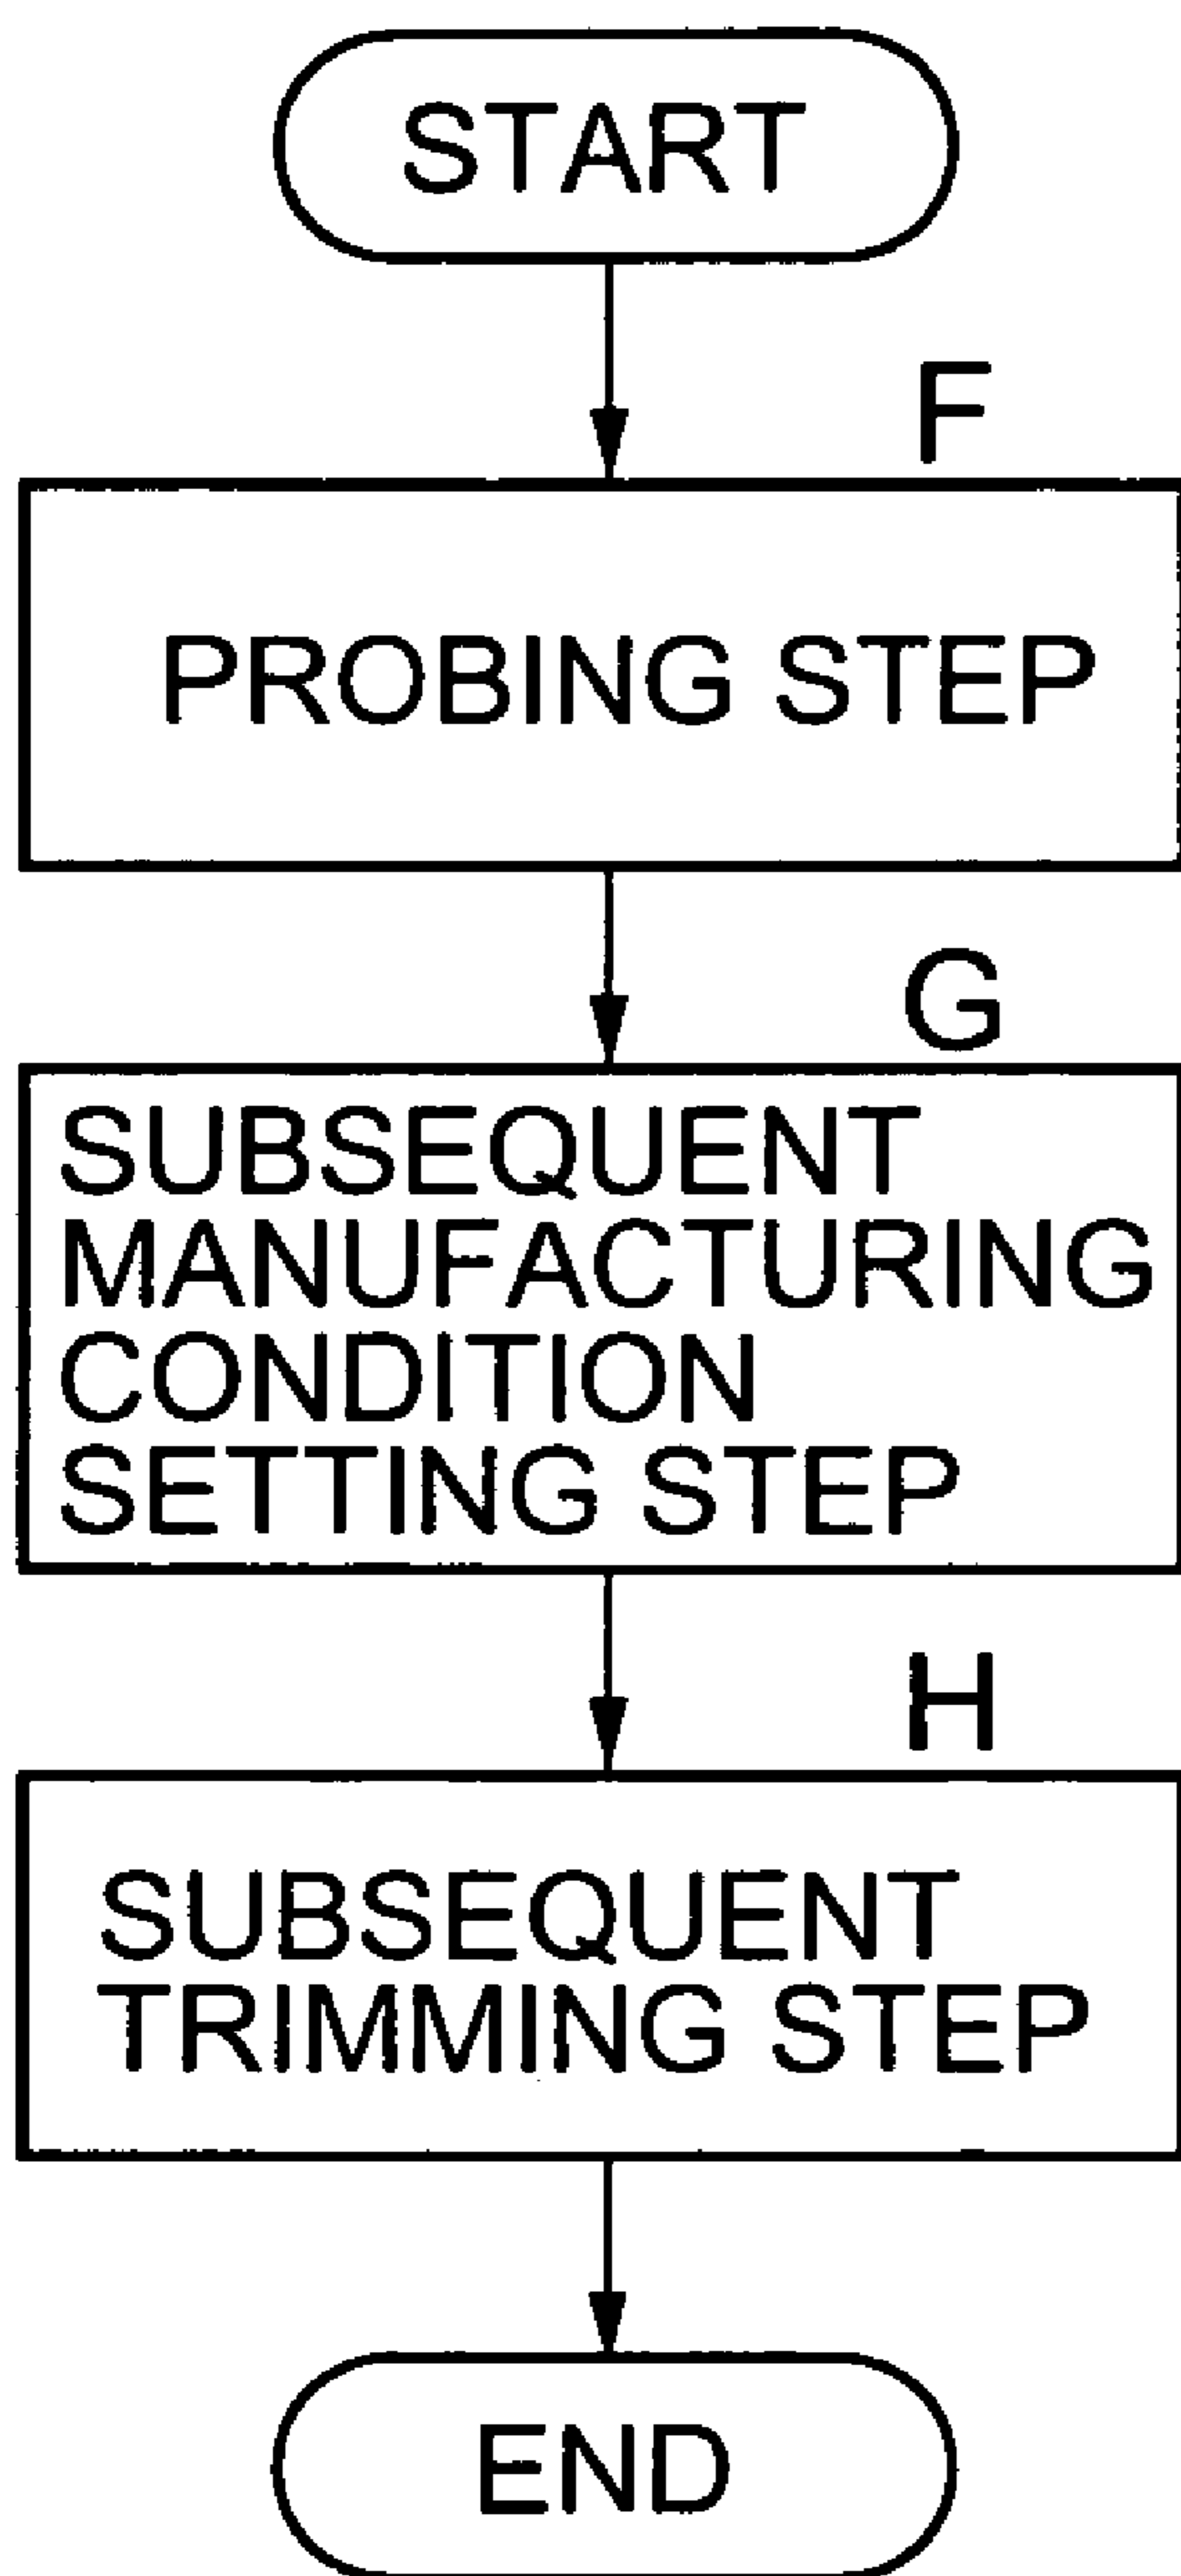 START
F
PROBING STEP
G
SUBSEQUENT
MANUFACTURING
CONDITION
SETTING STEP
H
SUBSEQUENT
TRIMMING STEP
END